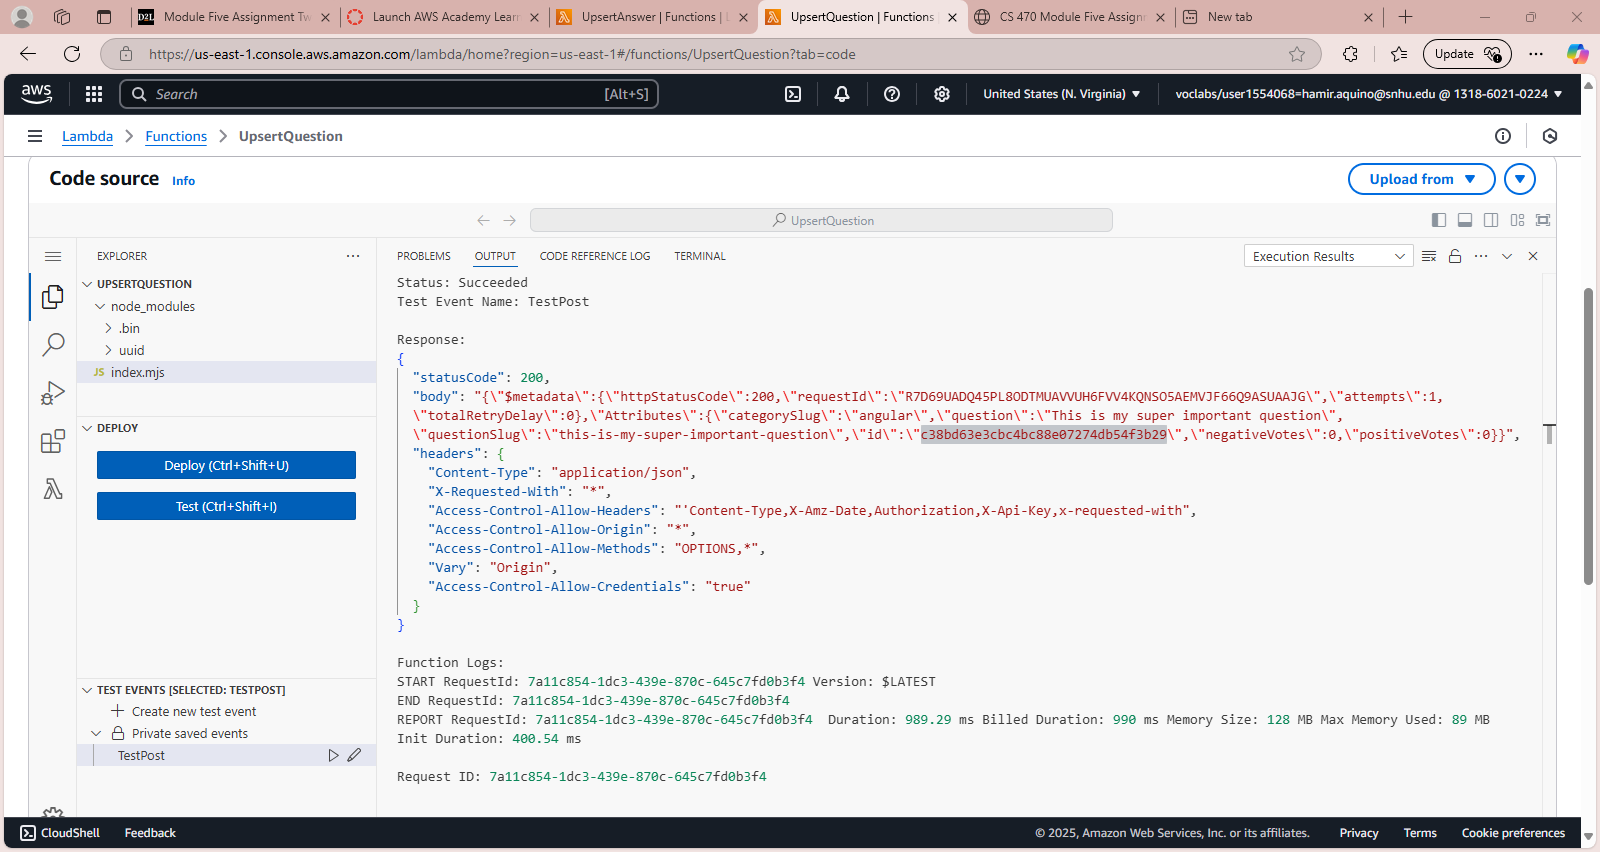 Module Five Assignment Tw
Launch AWS Academy Lear
UpsertAnswer | Functions | L
UpsertQuestion | Functions
CS 470 Module Five Assignm
New tab
https://us-east-1.console.aws.amazon.com/lambda/home?region=us-east-1#/functions/UpsertQuestion?tab=code
Update
aws
Search
[Alt+S]
United States (N. Virginia)
voclabs/user1554068=hamir.aquino@snhu.edu @ 1318-6021-0224
Lambda > Functions > UpsertQuestion
Code source Info
Upload from
UpsertQuestion
EXPLORER
UPSERTQUESTION
node_modules
.bin
uuid
JS index.mjs
DEPLOY
Deploy (Ctrl+Shift+U)
Test (Ctrl+Shift+I)
TEST EVENTS [SELECTED: TESTPOST]
Create new test event
Private saved events
TestPost
PROBLEMS OUTPUT CODE REFERENCE LOG TERMINAL
Execution Results
Status: Succeeded
Test Event Name: TestPost
Response:
{
"statusCode": 200,
"body": "{\"$metadata\":{\"httpStatusCode\":200,\"requestId\":\"R7D69UADQ45PL8ODTMUAVVUH6FVV4KQNSO5AEMVJF66Q9ASUAAJG\",\"attempts\":1,
\"totalRetryDelay\":0},\"Attributes\":{\"categorySlug\":\"angular\",\"question\":\"This is my super important question\",
\"questionSlug\":\"this-is-my-super-important-question\",\"id\":\"c38bd63e3cbc4bc88e07274db54f3b29\",\"negativeVotes\":0,\"positiveVotes\":0}}",
"headers": {
"Content-Type": "application/json",
"X-Requested-With": "*",
"Access-Control-Allow-Headers": "'Content-Type,X-Amz-Date,Authorization,X-Api-Key,x-requested-with",
"Access-Control-Allow-Origin": "*",
"Access-Control-Allow-Methods": "OPTIONS,*",
"Vary": "Origin",
"Access-Control-Allow-Credentials": "true"
}
}
Function Logs:
START RequestId: 7a11c854-1dc3-439e-870c-645c7fd0b3f4 Version: $LATEST
END RequestId: 7a11c854-1dc3-439e-870c-645c7fd0b3f4
REPORT RequestId: 7a11c854-1dc3-439e-870c-645c7fd0b3f4 Duration: 989.29 ms Billed Duration: 990 ms Memory Size: 128 MB Max Memory Used: 89 MB
Init Duration: 400.54 ms
Request ID: 7a11c854-1dc3-439e-870c-645c7fd0b3f4
CloudShell Feedback
© 2025, Amazon Web Services, Inc. or its affiliates. Privacy Terms Cookie preferences